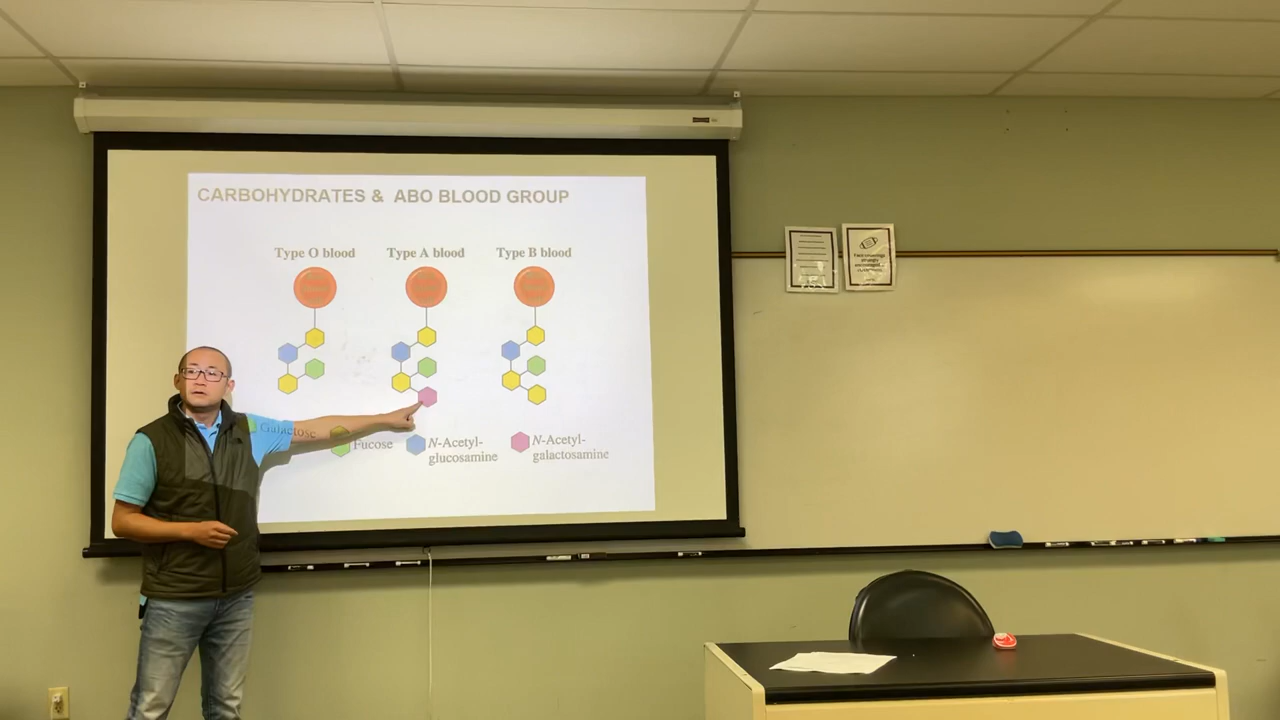 CARBOHYDRATES & ABO BLOOD GROUP
Type O blood
Type A blood
Type B blood
Galactose
Fucose
N-Acetyl-
glucosamine
N-Acetyl-
galactosamine